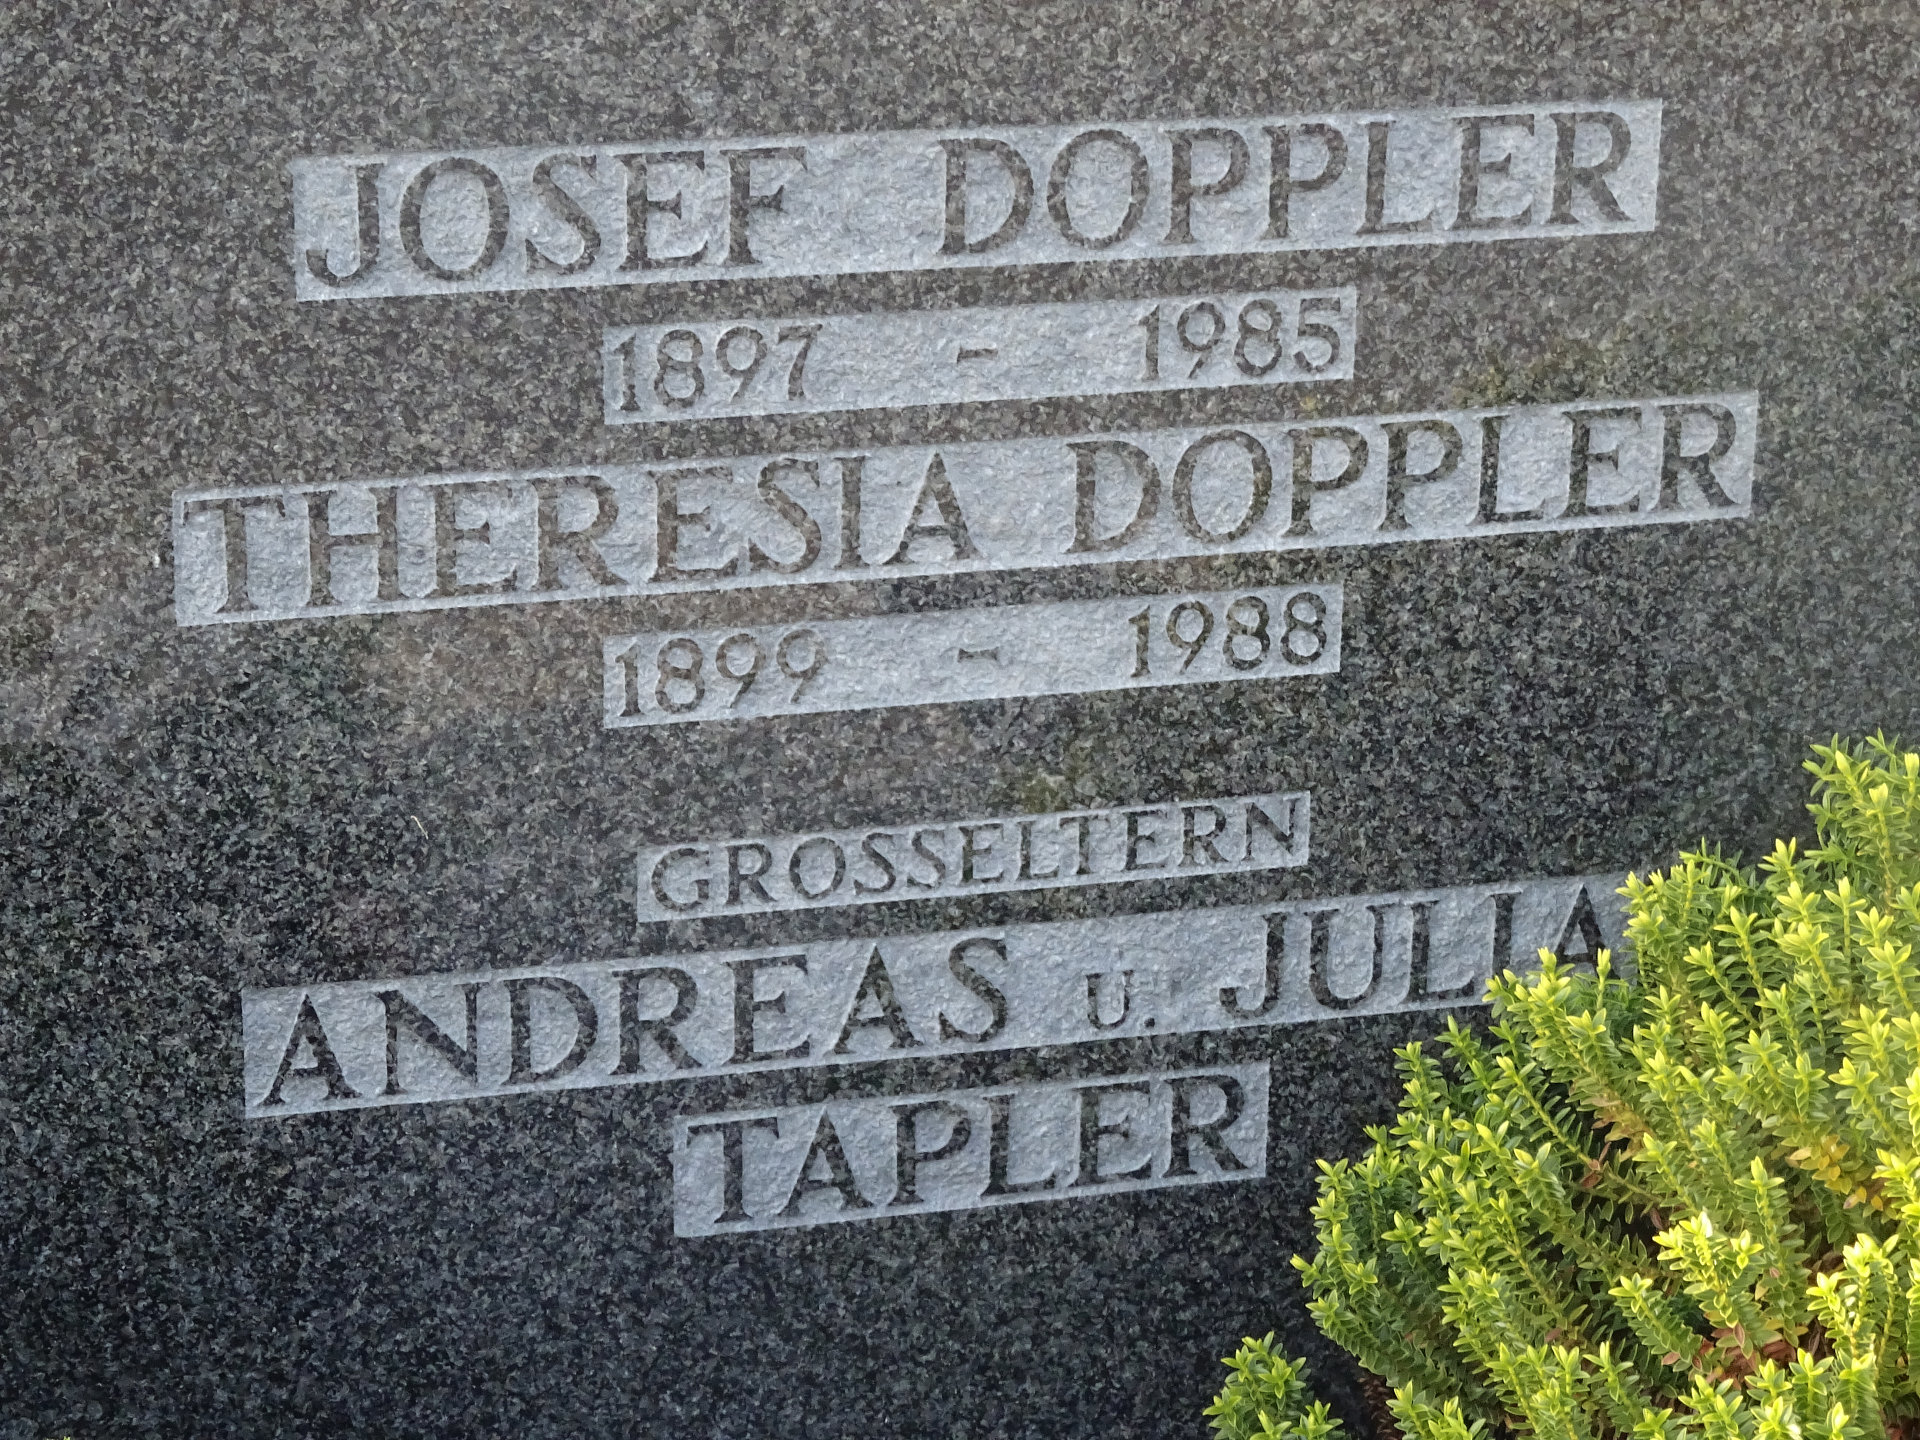 JOSEF DOPPLER
1897 - 1985
THERESIA DOPPLER
1899 - 1988
GROSSELTERN
ANDREAS u. JULIA
TAPLER